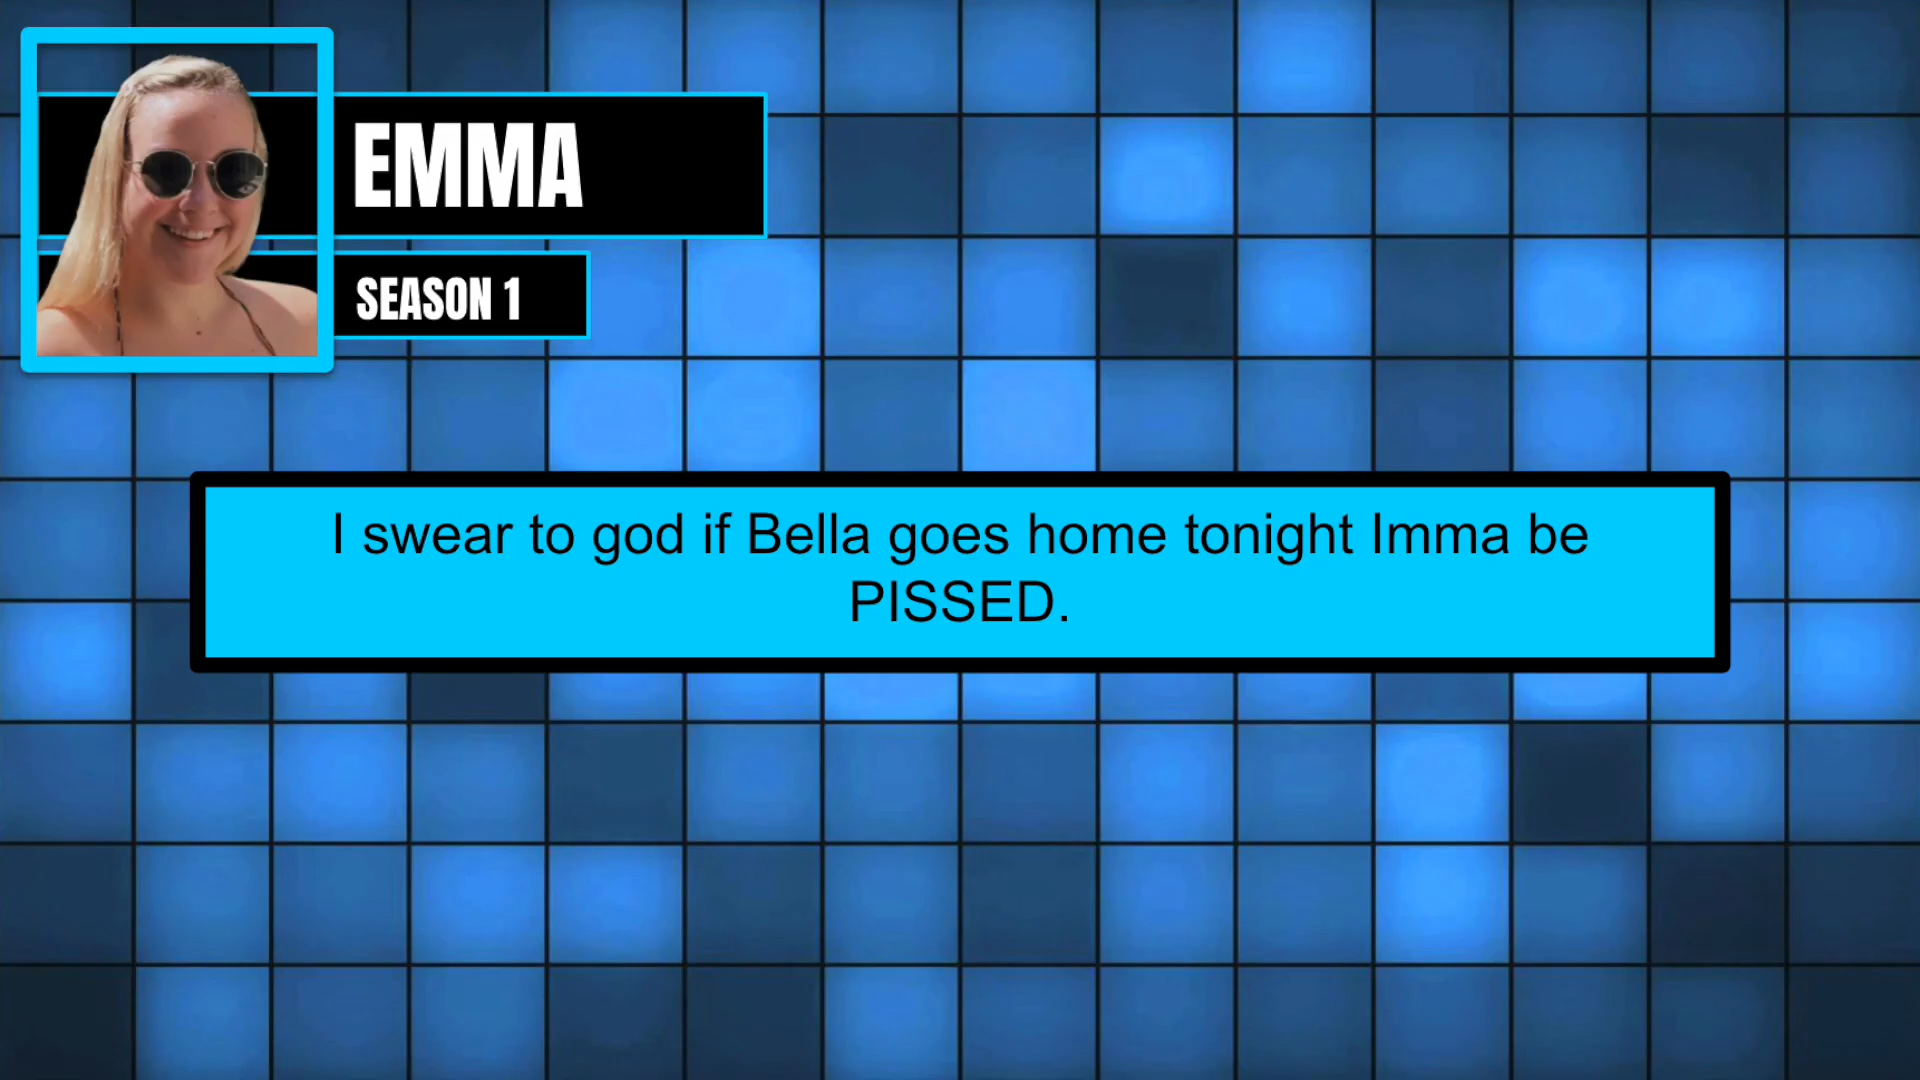 EMMA
SEASON 1
I swear to god if Bella goes home tonight Imma be
PISSED.